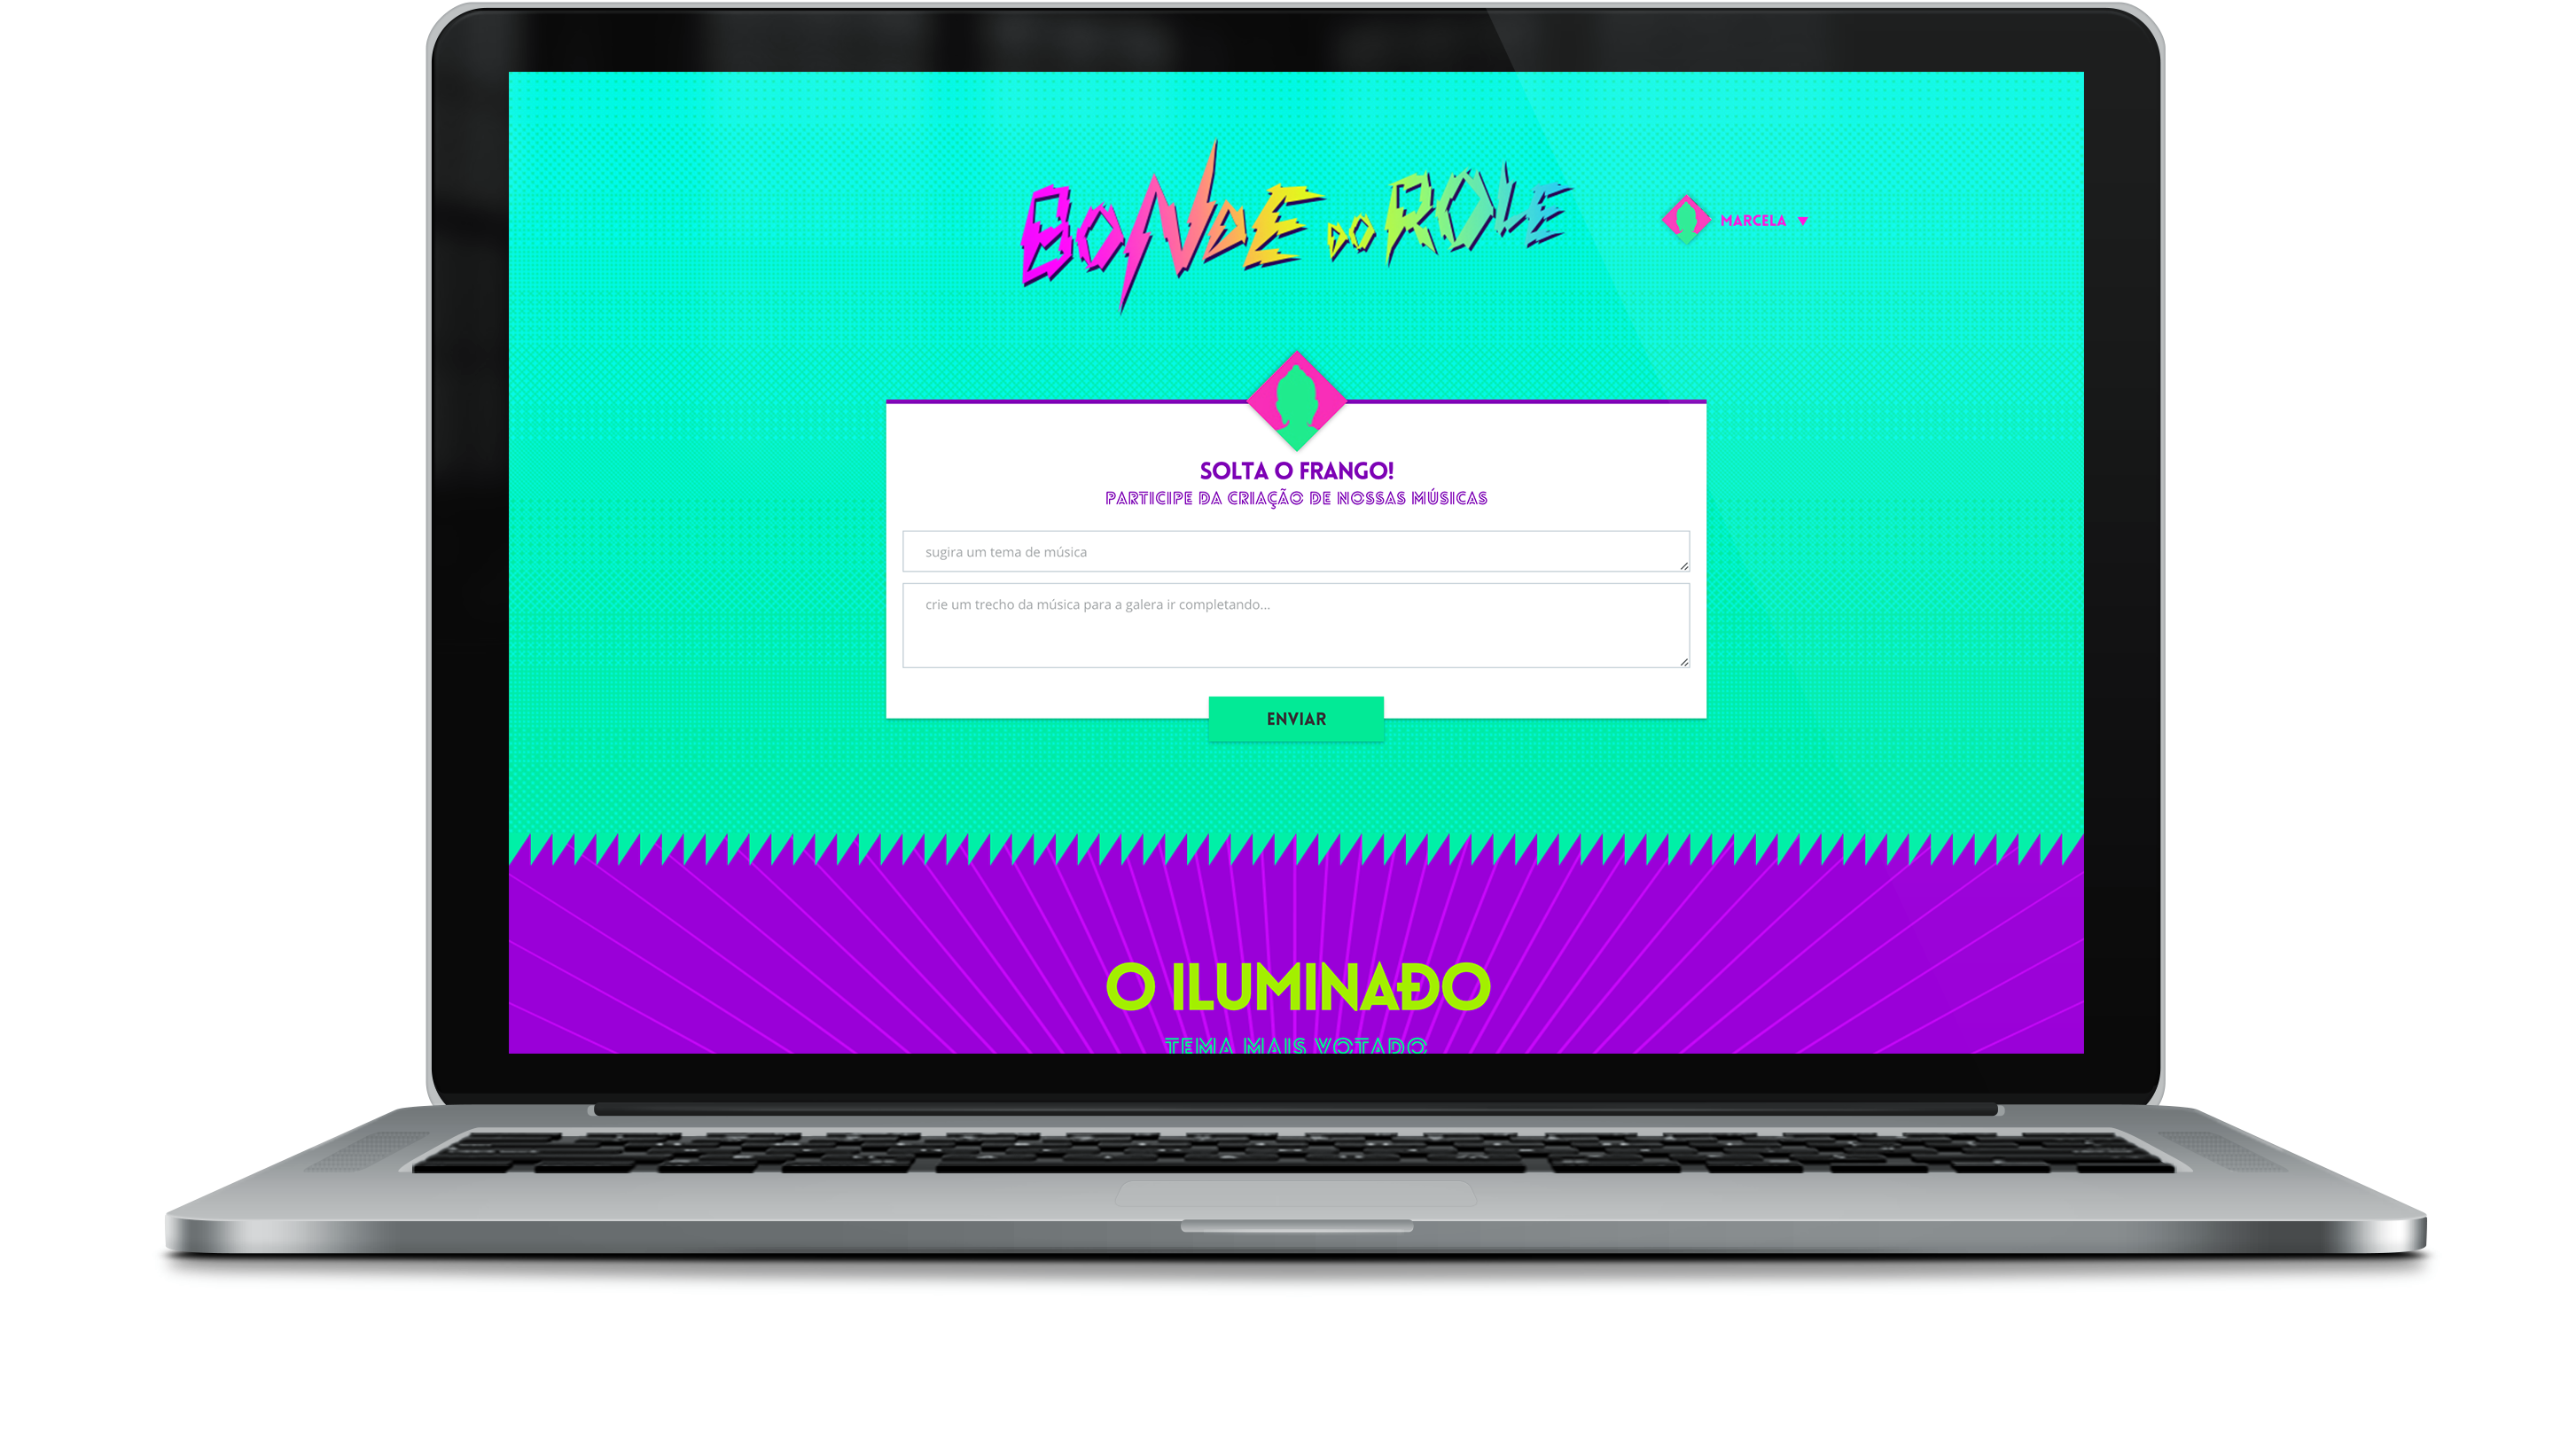 BONDE DO ROLE
MARCELA
SOLTA O FRANGO!
PARTICIPE DA CRIAÇÃO DE NOSSAS MÚSICAS
sugira um tema de música
crie um trecho da música para a galera ir completando...
ENVIAR
O ILUMINADO
TEMA MAIS VOTADO